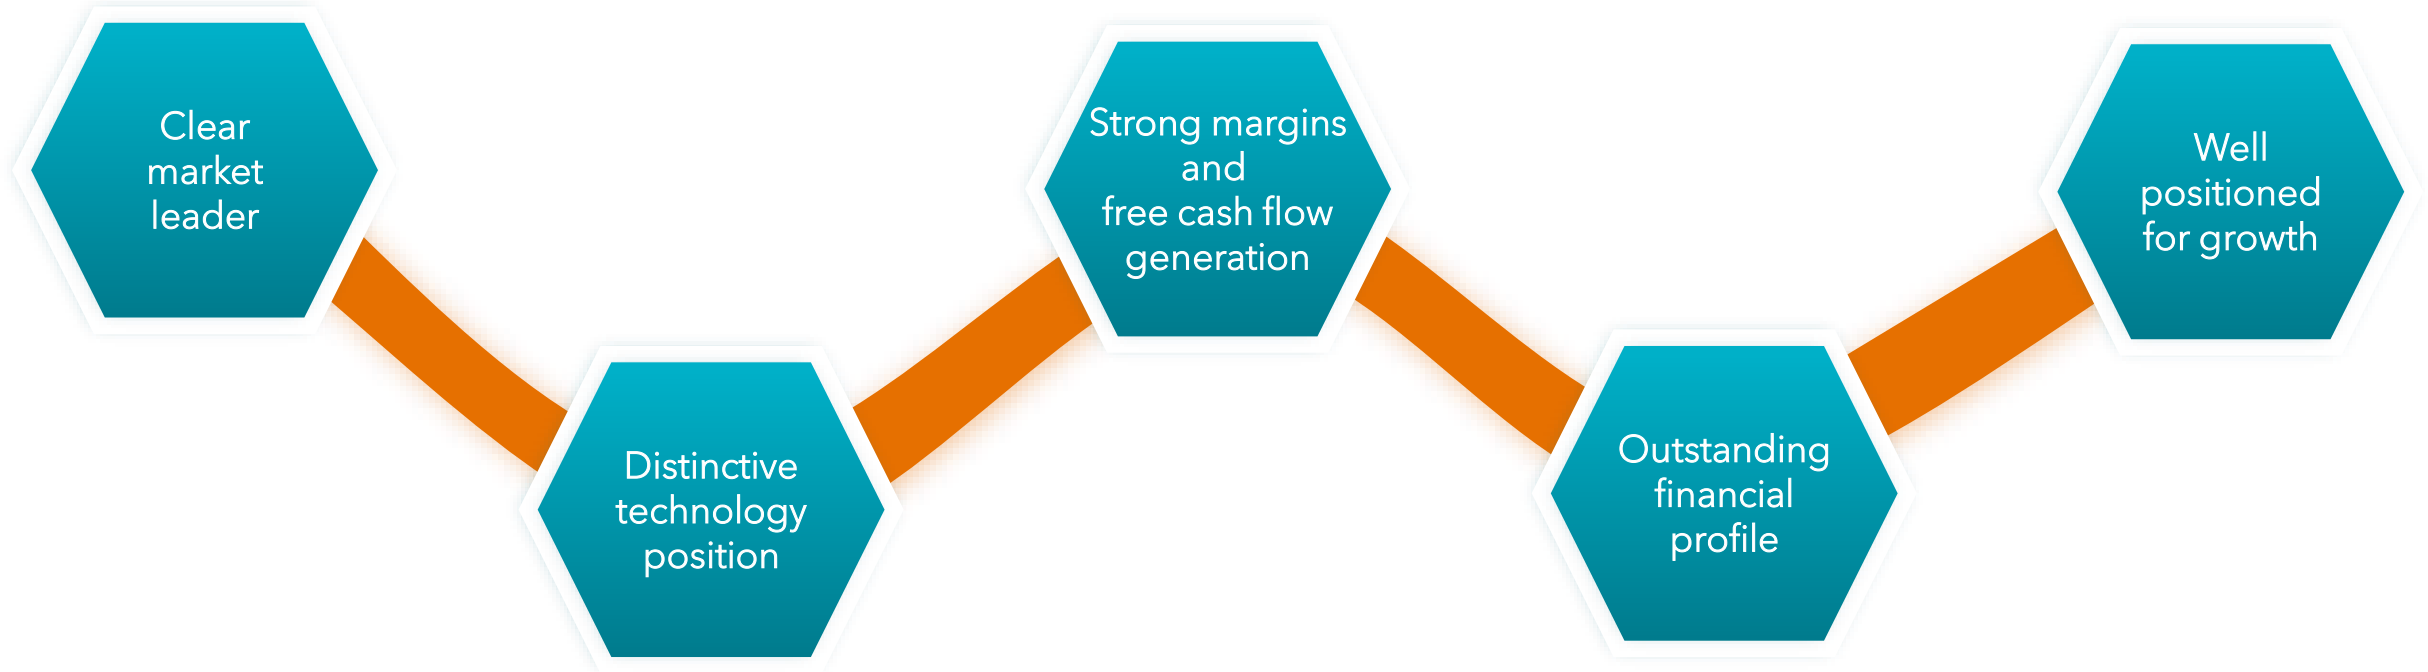 Clear
market
leader
Distinctive
technology
position
Strong margins
and
free cash flow
generation
Outstanding
financial
profile
Well
positioned
for growth